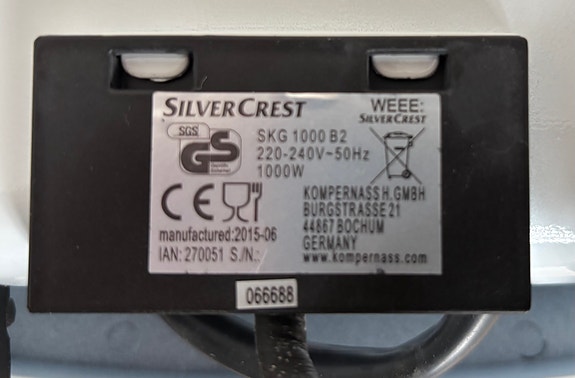 SILVERCREST
WEEE:
SILVERCREST
SGS
GS
SKG 1000 B2
220-240V~50Hz
1000W
CE
KOMPERNASS H. GMBH
BURGSTRASSE 21
44867 BOCHUM
GERMANY
www.kompernass.com
manufactured:2015-06
IAN: 270051 S./N.:
066688